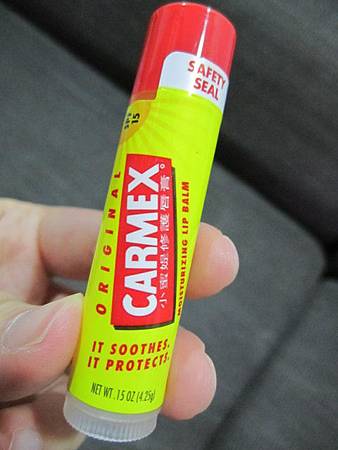 SAFETY
SEAL
SPF
15
ORIGINAL
CARMEX
小蜜媞修護唇膏
MOISTURIZING LIP BALM
IT SOOTHES.
IT PROTECTS.
NET WT .15 OZ (4.25g)